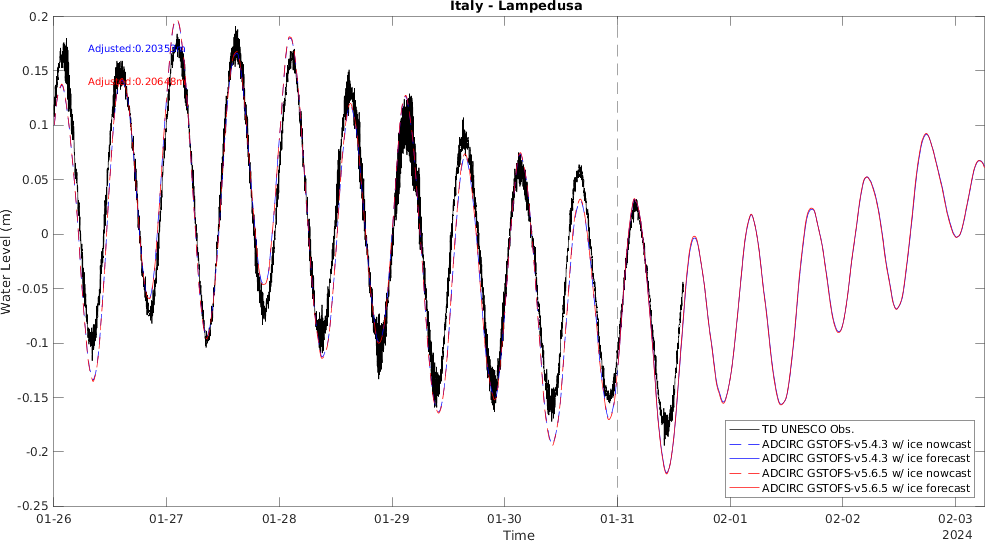 Italy - Lampedusa
0.2
0.15
0.1
0.05
0
-0.05
-0.1
-0.15
-0.2
-0.25
Water Level (m)
Adjusted:0.2035 m
Adjusted:0.20648m
TD UNESCO Obs.
ADCIRC GSTOFS-v5.4.3 w/ ice nowcast
ADCIRC GSTOFS-v5.4.3 w/ ice forecast
ADCIRC GSTOFS-v5.6.5 w/ ice nowcast
ADCIRC GSTOFS-v5.6.5 w/ ice forecast
01-26 01-27 01-28 01-29 01-30 01-31 02-01 02-02 02-03
Time
2024